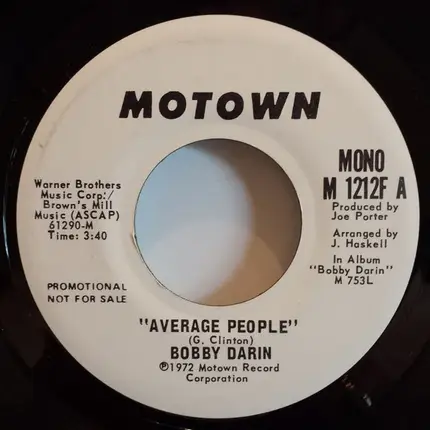 MOTOWN
Warner Brothers
Music Corp./
Brown's Mill
Music (ASCAP)
61290-M
Time: 3:40
PROMOTIONAL
NOT FOR SALE
MONO
M 1212F A
Produced by
Joe Porter
Arranged by
J. Haskell
In Album
"Bobby Darin"
M 753L
"AVERAGE PEOPLE"
(G. Clinton)
BOBBY DARIN
℗1972 Motown Record
Corporation